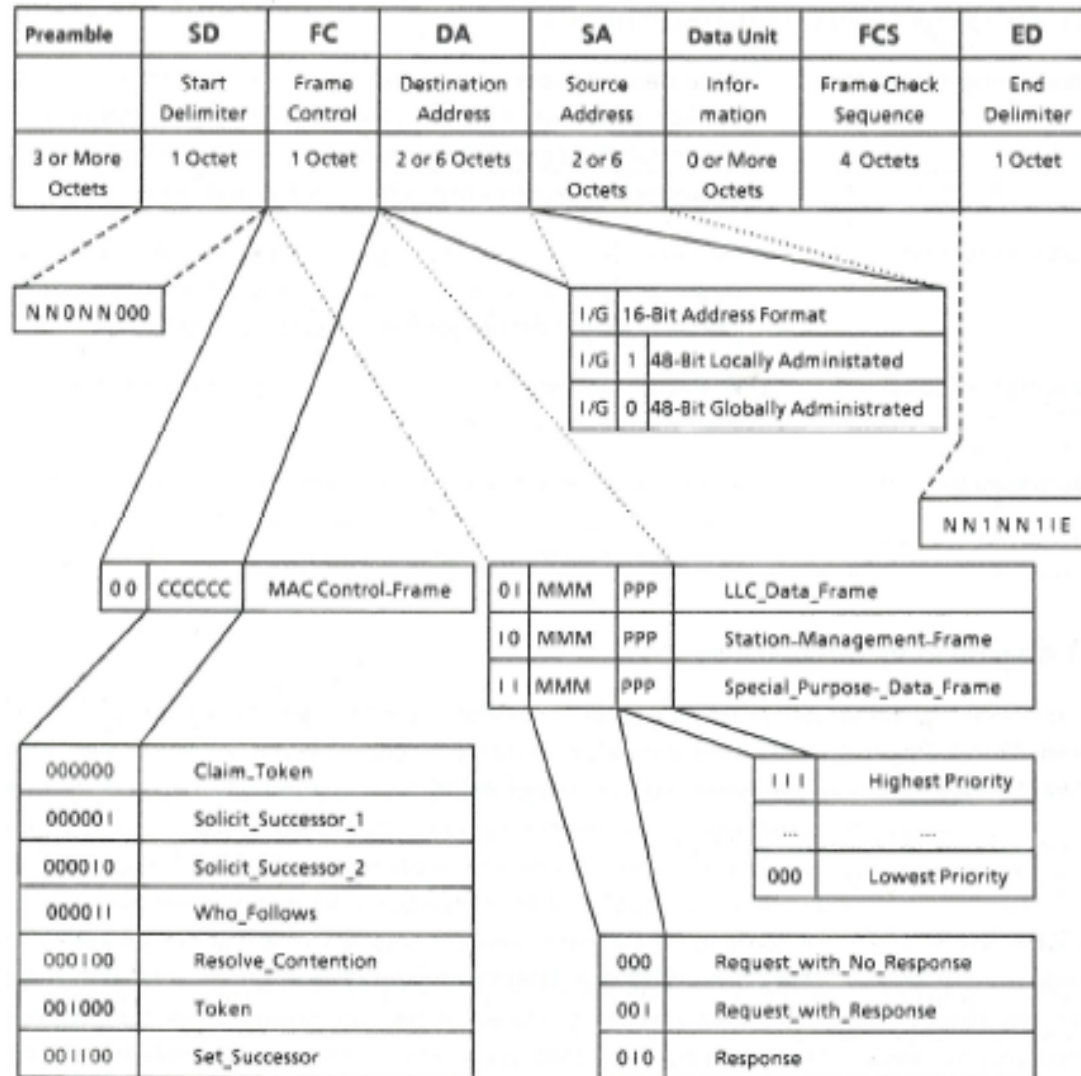 Preamble SD FC DA SA Data Unit FCS ED
Start Frame Destination Source Infor- Frame Check End
Delimiter Control Address Address mation Sequence Delimiter
3 or More 1 Octet 1 Octet 2 or 6 Octets 2 or 6 0 or More 4 Octets 1 Octet
Octets Octets Octets
N N 0 N N 000
I/G 16-Bit Address Format
I/G 1 48-Bit Locally Administated
I/G 0 48-Bit Globally Administrated
N N 1 N N 1 I E
0 0 CCCCCC MAC Control-Frame
01 MMM PPP LLC_Data_Frame
10 MMM PPP Station-Management-Frame
11 MMM PPP Special_Purpose-_Data_Frame
000000 Claim_Token
000001 Solicit_Successor_1
000010 Solicit_Successor_2
000011 Who_Follows
000100 Resolve_Contention
001000 Token
001100 Set_Successor
111 Highest Priority
... ...
000 Lowest Priority
000 Request_with_No_Response
001 Request_with_Response
010 Response